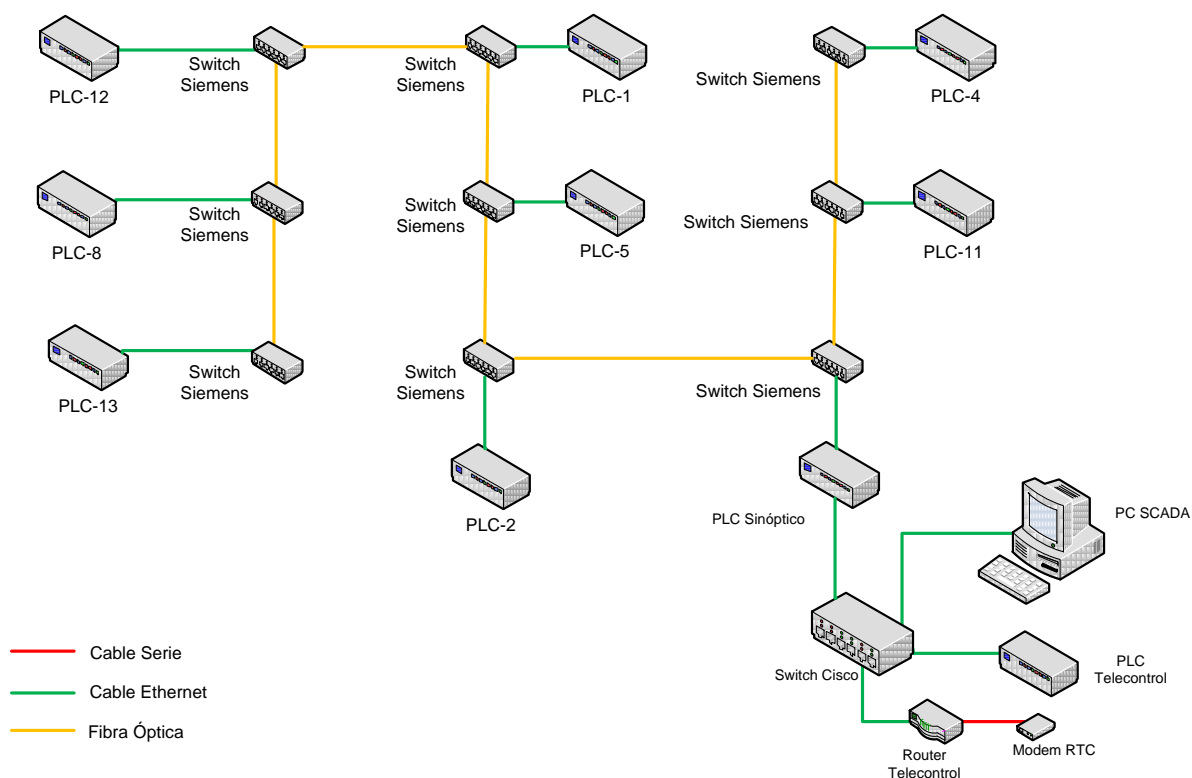 Switch
Siemens
PLC-12
Switch
Siemens
PLC-1
Switch Siemens
PLC-4
Switch
Siemens
PLC-8
Switch
Siemens
PLC-5
Switch Siemens
PLC-11
Switch
Siemens
PLC-13
Switch
Siemens
PLC-2
Switch Siemens
PLC Sinóptico
PC SCADA
Switch Cisco
PLC
Telecontrol
Router
Telecontrol
Modem RTC
Cable Serie
Cable Ethernet
Fibra Óptica